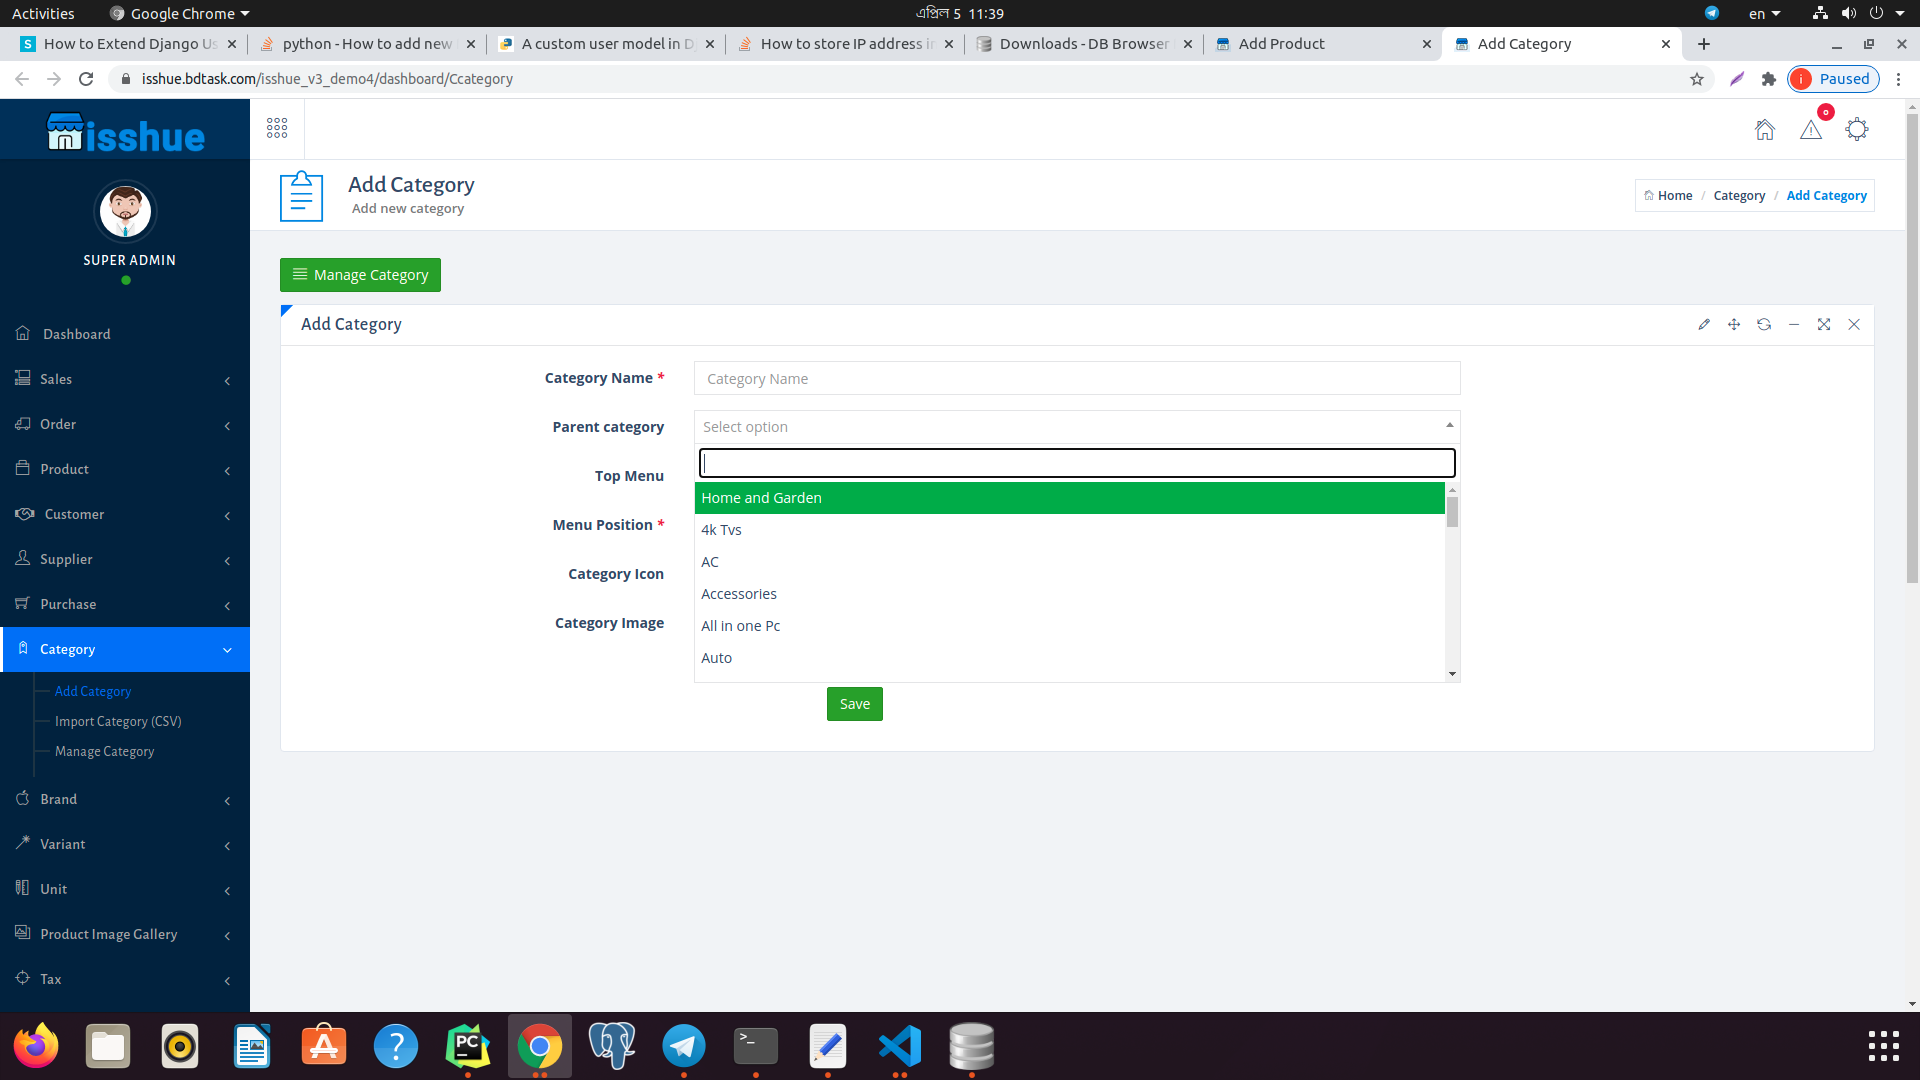 Activities
Google Chrome
এপ্রিল 5 11:39
en
How to Extend Django Us
python - How to add new
A custom user model in D
How to store IP address in
Downloads - DB Browser
Add Product
Add Category
isshue.bdtask.com/isshue_v3_demo4/dashboard/Ccategory
i
Paused
isshue
0
SUPER ADMIN
Dashboard
Sales
Order
Product
Customer
Supplier
Purchase
Category
Add Category
Import Category (CSV)
Manage Category
Brand
Variant
Unit
Product Image Gallery
Tax
Add Category
Add new category
Home / Category / Add Category
Manage Category
Add Category
Category Name *
Category Name
Parent category
Select option
Top Menu
Menu Position *
Category Icon
Category Image
Home and Garden
4k Tvs
AC
Accessories
All in one Pc
Auto
Save
PC